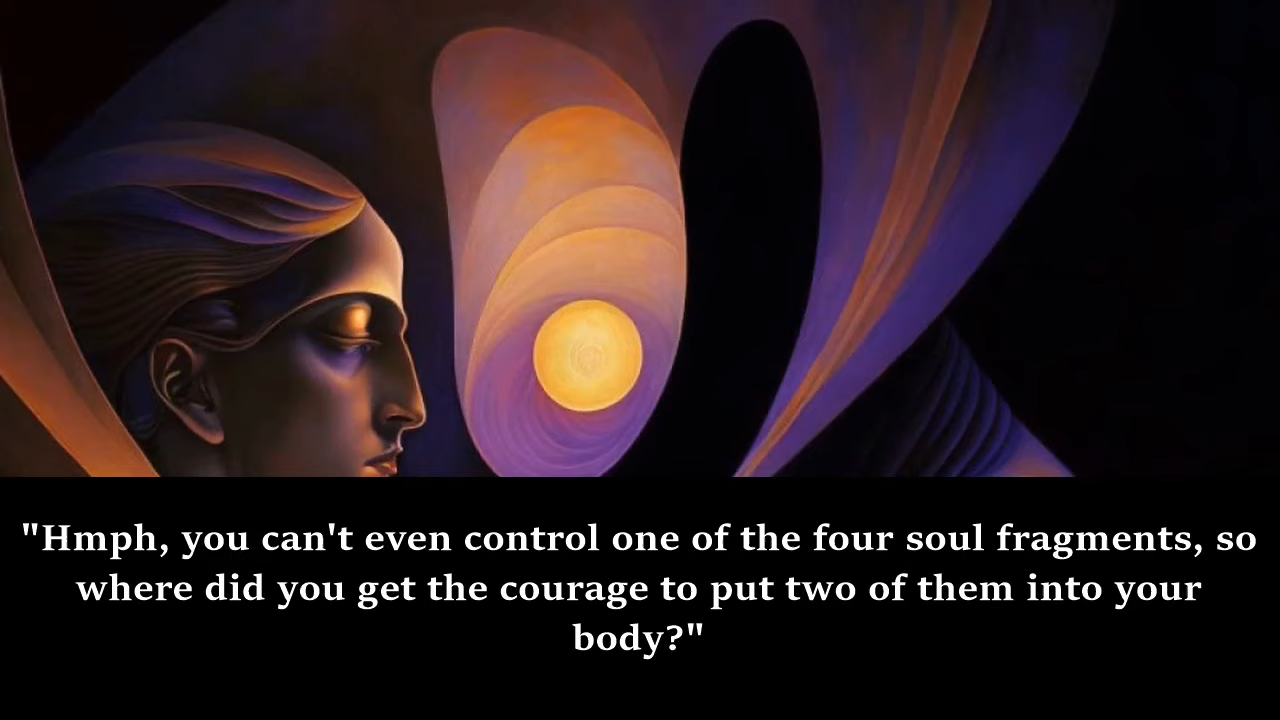 "Hmph, you can't even control one of the four soul fragments, so
where did you get the courage to put two of them into your
body?"